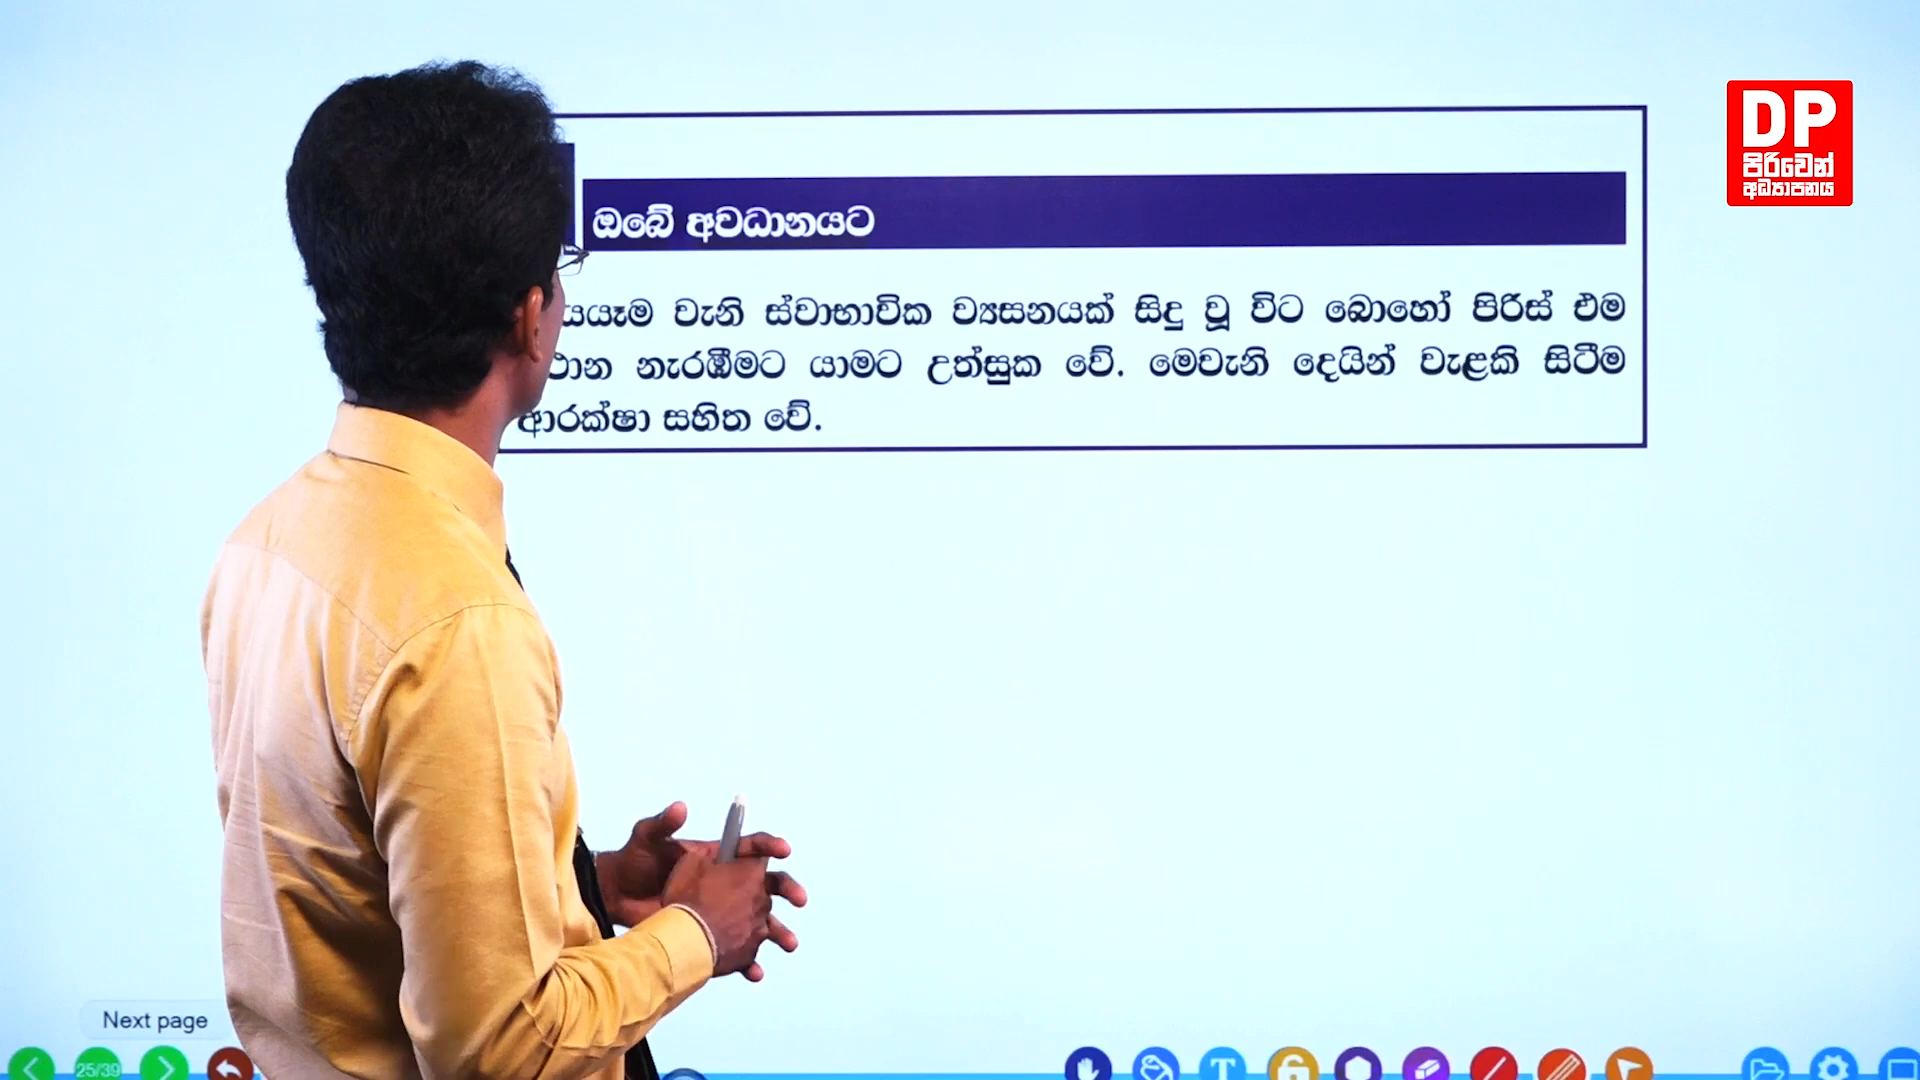 DP
පිරිවෙන්
අධ්‍යාපනය
ඔබේ අවධානයට
වැනි ස්වාභාවික ව්‍යසනයක් සිදු වූ විට බොහෝ පිරිස් එම
නැරඹීමට යාමට උත්සුක වේ. මෙවැනි දෙයින් වැළකි සිටීම
ආරක්ෂා සහිත වේ.
Next page
25/39
T